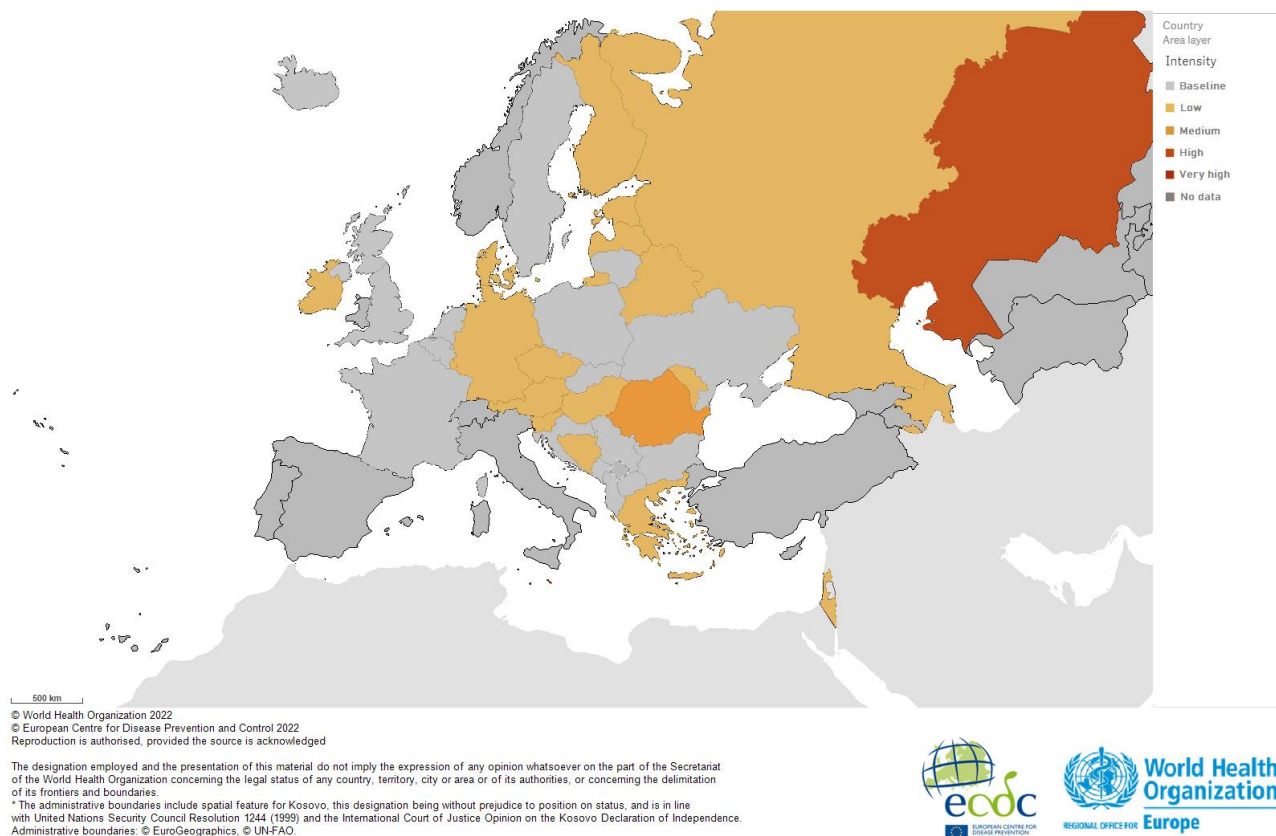 Country
Area layer
Intensity
Baseline
Low
Medium
High
Very high
No data
500 km
© World Health Organization 2022
© European Centre for Disease Prevention and Control 2022
Reproduction is authorised, provided the source is acknowledged
The designation employed and the presentation of this material do not imply the expression of any opinion whatsoever on the part of the Secretariat
of the World Health Organization concerning the legal status of any country, territory, city or area or of its authorities, or concerning the delimitation
of its frontiers and boundaries.
* The administrative boundaries include spatial feature for Kosovo, this designation being without prejudice to position on status, and is in line
with United Nations Security Council Resolution 1244 (1999) and the International Court of Justice Opinion on the Kosovo Declaration of Independence.
Administrative boundaries: © EuroGeographics, © UN-FAO.
ecdc
EUROPEAN CENTRE FOR
DISEASE PREVENTION
World Health
Organization
REGIONAL OFFICE FOR Europe